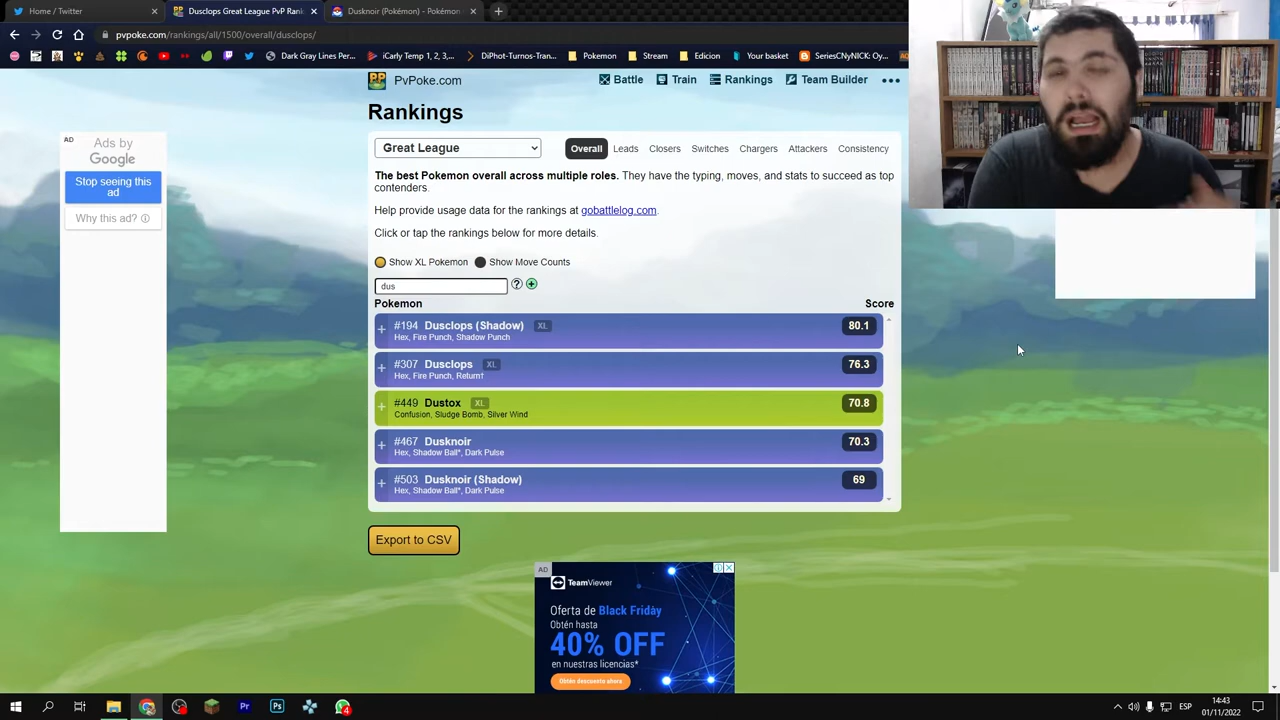 Home / Twitter
Dusclops Great League PvP Rank
Dusknoir (Pokémon) - Pokémon
pvpoke.com/rankings/all/1500/overall/dusclops/
Dark Gray Lines Per...
iCarly Temp 1, 2, 3,...
DiPhot-Turnos-Tran...
Pokemon
Stream
Edicion
Your basket
SeriesCNyNICK: Oy...
PvPoke.com
Battle
Train
Rankings
Team Builder
Rankings
Great League
Overall
Leads
Closers
Switches
Chargers
Attackers
Consistency
The best Pokemon overall across multiple roles. They have the typing, moves, and stats to succeed as top
contenders.
Help provide usage data for the rankings at gobattlelog.com.
Click or tap the rankings below for more details.
Show XL Pokemon
Show Move Counts
dus
?
Pokemon
Score
+ #194 Dusclops (Shadow) XL 80.1
Hex, Fire Punch, Shadow Punch
+ #307 Dusclops XL 76.3
Hex, Fire Punch, Return†
+ #449 Dustox XL 70.8
Confusion, Sludge Bomb, Silver Wind
+ #467 Dusknoir 70.3
Hex, Shadow Ball*, Dark Pulse
+ #503 Dusknoir (Shadow) 69
Hex, Shadow Ball*, Dark Pulse
Export to CSV
AD
Ads by
Google
Stop seeing this
ad
Why this ad?
AD
TeamViewer
Oferta de Black Friday
Obtén hasta
40% OFF
en nuestras licencias*
Obtén descuento ahora
4
ESP
14:43
01/11/2022